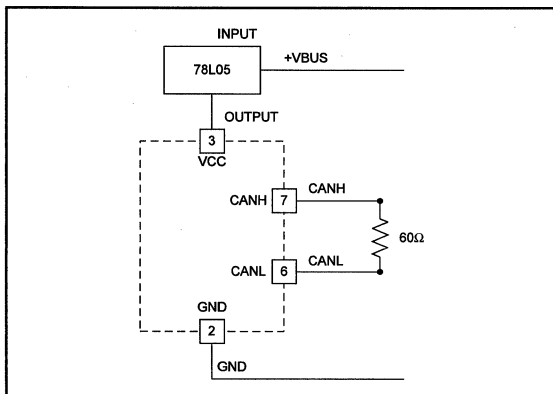 INPUT
78L05
+VBUS
OUTPUT
3
VCC
CANH
7
CANH
60Ω
CANL
6
CANL
GND
2
GND